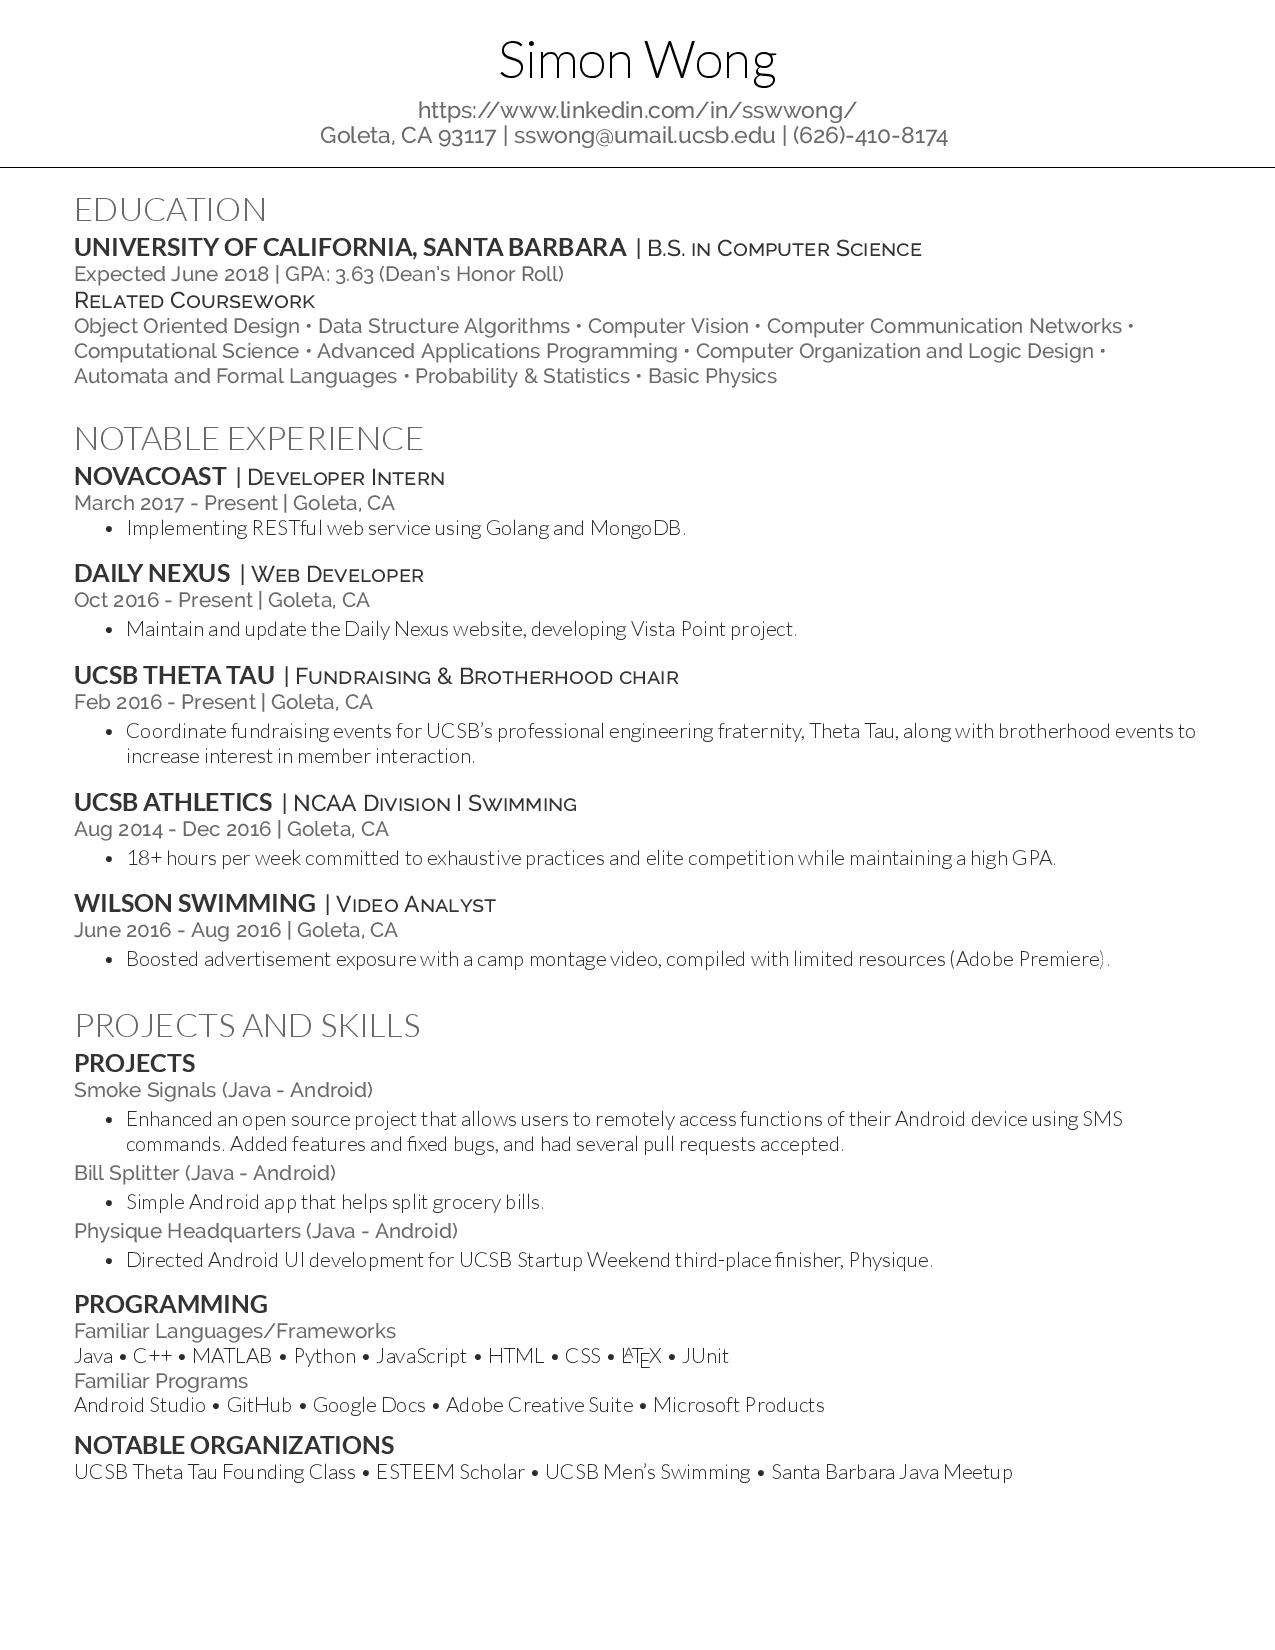 Simon Wong
https://www.linkedin.com/in/sswwong/
Goleta, CA 93117 | sswong@umail.ucsb.edu | (626)-410-8174
EDUCATION
UNIVERSITY OF CALIFORNIA, SANTA BARBARA | B.S. IN COMPUTER SCIENCE
Expected June 2018 | GPA: 3.63 (Dean's Honor Roll)
RELATED COURSEWORK
Object Oriented Design • Data Structure Algorithms • Computer Vision • Computer Communication Networks •
Computational Science • Advanced Applications Programming • Computer Organization and Logic Design •
Automata and Formal Languages • Probability & Statistics • Basic Physics
NOTABLE EXPERIENCE
NOVACOAST | DEVELOPER INTERN
March 2017 - Present | Goleta, CA
• Implementing RESTful web service using Golang and MongoDB.
DAILY NEXUS | WEB DEVELOPER
Oct 2016 - Present | Goleta, CA
• Maintain and update the Daily Nexus website, developing Vista Point project.
UCSB THETA TAU | FUNDRAISING & BROTHERHOOD CHAIR
Feb 2016 - Present | Goleta, CA
• Coordinate fundraising events for UCSB's professional engineering fraternity, Theta Tau, along with brotherhood events to
increase interest in member interaction.
UCSB ATHLETICS | NCAA DIVISION I SWIMMING
Aug 2014 - Dec 2016 | Goleta, CA
• 18+ hours per week committed to exhaustive practices and elite competition while maintaining a high GPA.
WILSON SWIMMING | VIDEO ANALYST
June 2016 - Aug 2016 | Goleta, CA
• Boosted advertisement exposure with a camp montage video, compiled with limited resources (Adobe Premiere).
PROJECTS AND SKILLS
PROJECTS
Smoke Signals (Java - Android)
• Enhanced an open source project that allows users to remotely access functions of their Android device using SMS
commands. Added features and fixed bugs, and had several pull requests accepted.
Bill Splitter (Java - Android)
• Simple Android app that helps split grocery bills.
Physique Headquarters (Java - Android)
• Directed Android UI development for UCSB Startup Weekend third-place finisher, Physique.
PROGRAMMING
Familiar Languages/Frameworks
Java • C++ • MATLAB • Python • JavaScript • HTML • CSS • LATEX • JUnit
Familiar Programs
Android Studio • GitHub • Google Docs • Adobe Creative Suite • Microsoft Products
NOTABLE ORGANIZATIONS
UCSB Theta Tau Founding Class • ESTEEM Scholar • UCSB Men's Swimming • Santa Barbara Java Meetup